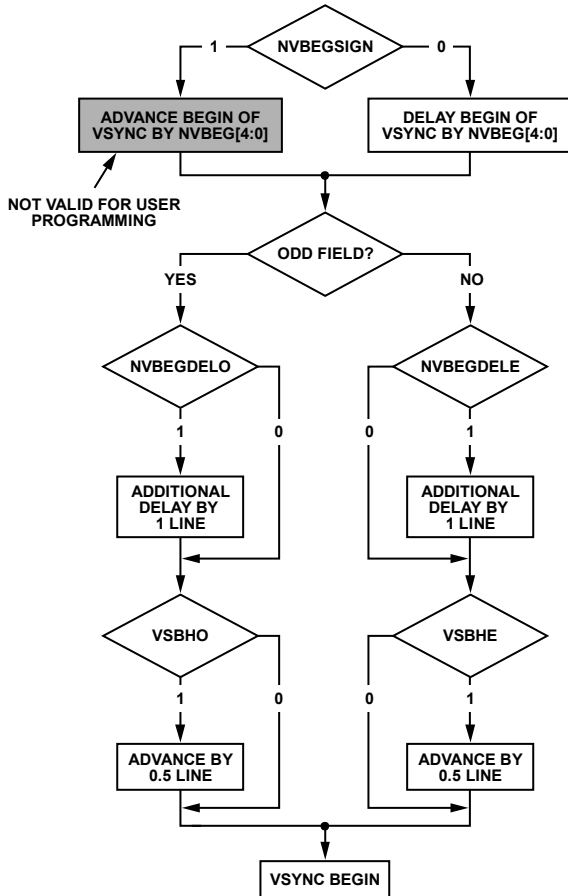 NVBEGSIGN
1
0
ADVANCE BEGIN OF
VSYNC BY NVBEG[4:0]
DELAY BEGIN OF
VSYNC BY NVBEG[4:0]
NOT VALID FOR USER
PROGRAMMING
ODD FIELD?
YES
NO
NVBEGDELO
NVBEGDELE
1
0
0
1
ADDITIONAL
DELAY BY
1 LINE
ADDITIONAL
DELAY BY
1 LINE
VSBHO
VSBHE
1
0
0
1
ADVANCE BY
0.5 LINE
ADVANCE BY
0.5 LINE
VSYNC BEGIN